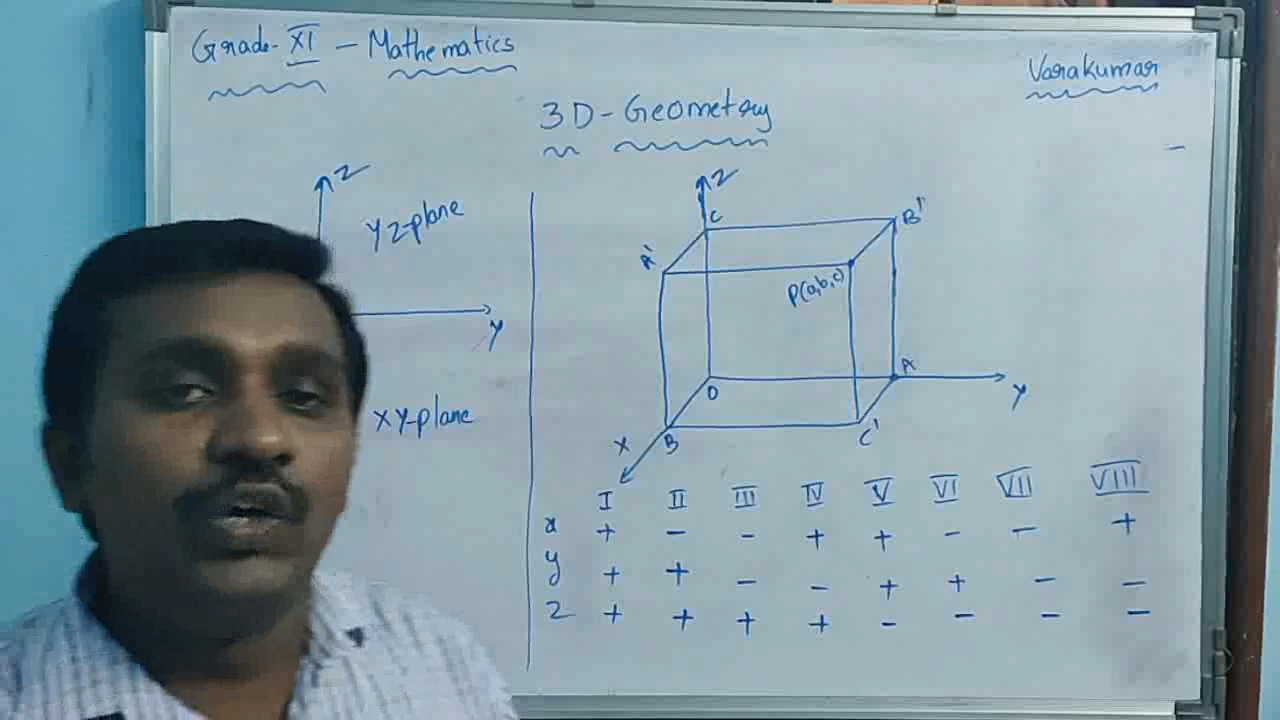 Grade-XI - Mathematics
Varakumar
3D-Geometry
Z
YZ-plane
Y
XY-plane
Z
C
B'
A'
P(a,b,c)
A
O
Y
C'
B
X
I II III IV V VI VII VIII
x + - - + + - - +
y + + - - + + - -
z + + + + - - - -